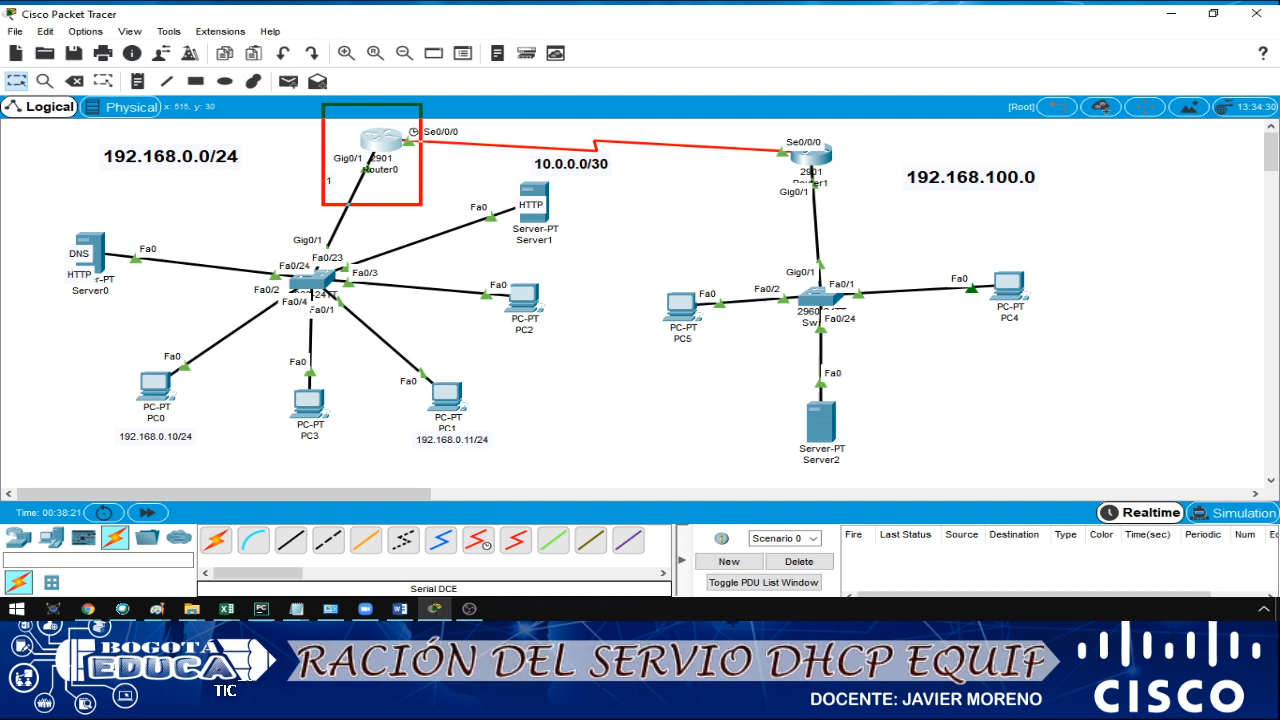 Cisco Packet Tracer
File Edit Options View Tools Extensions Help
Logical Physical x: 515, y: 30 [Root] 13:34:30
192.168.0.0/24
Se0/0/0
Gig0/1
2901
Router0
1
10.0.0.0/30
Se0/0/0
2901
Router1
Gig0/1
192.168.100.0
HTTP
Fa0
Server-PT
Server1
DNS
HTTP
Fa0
Server0
Gig0/1
Fa0/23
Fa0/24
Fa0/3
Fa0/2
Fa0/4
Fa0/1
Fa0
PC-PT
PC2
Fa0
PC-PT
PC0
192.168.0.10/24
Fa0
PC-PT
PC3
Fa0
PC-PT
PC1
192.168.0.11/24
Gig0/1
Fa0/2
Fa0/1
Fa0/24
2960
Fa0
PC-PT
PC5
Fa0
PC-PT
PC4
Fa0
Server-PT
Server2
Time: 00:38:21
Realtime Simulation
Serial DCE
Scenario 0
New Delete
Toggle PDU List Window
Fire Last Status Source Destination Type Color Time(sec) Periodic Num
BOGOTÁ
EDUCA
TIC
RACIÓN DEL SERVIO DHCP EQUIP
DOCENTE: JAVIER MORENO
CISCO